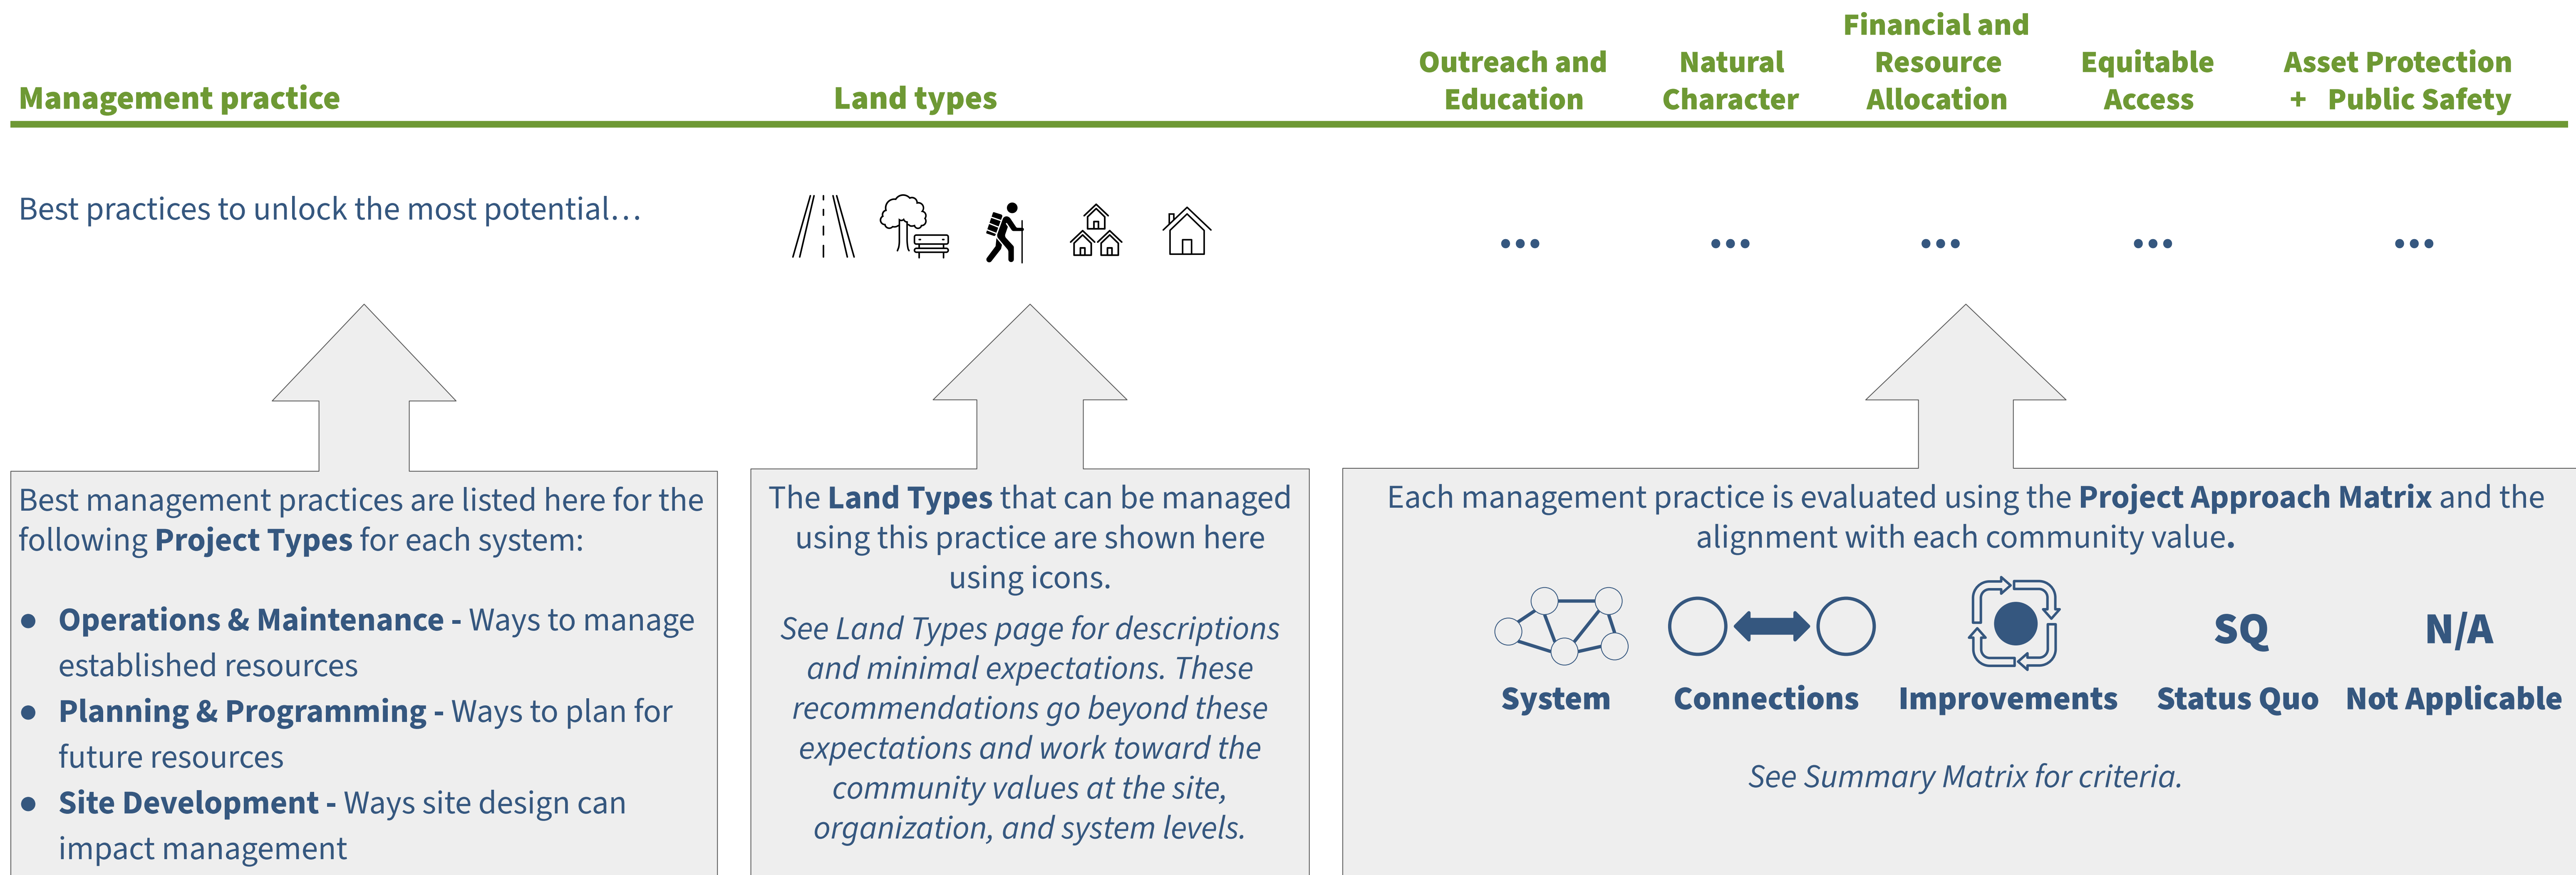 Management practice
Land types
Outreach and
Education
Natural
Character
Financial and
Resource
Allocation
Equitable
Access
Asset Protection
+ Public Safety
Best practices to unlock the most potential…
Best management practices are listed here for the
following Project Types for each system:
● Operations & Maintenance - Ways to manage
established resources
● Planning & Programming - Ways to plan for
future resources
● Site Development - Ways site design can
impact management
The Land Types that can be managed
using this practice are shown here
using icons.
See Land Types page for descriptions
and minimal expectations. These
recommendations go beyond these
expectations and work toward the
community values at the site,
organization, and system levels.
Each management practice is evaluated using the Project Approach Matrix and the
alignment with each community value.
SQ
N/A
System
Connections
Improvements
Status Quo
Not Applicable
See Summary Matrix for criteria.